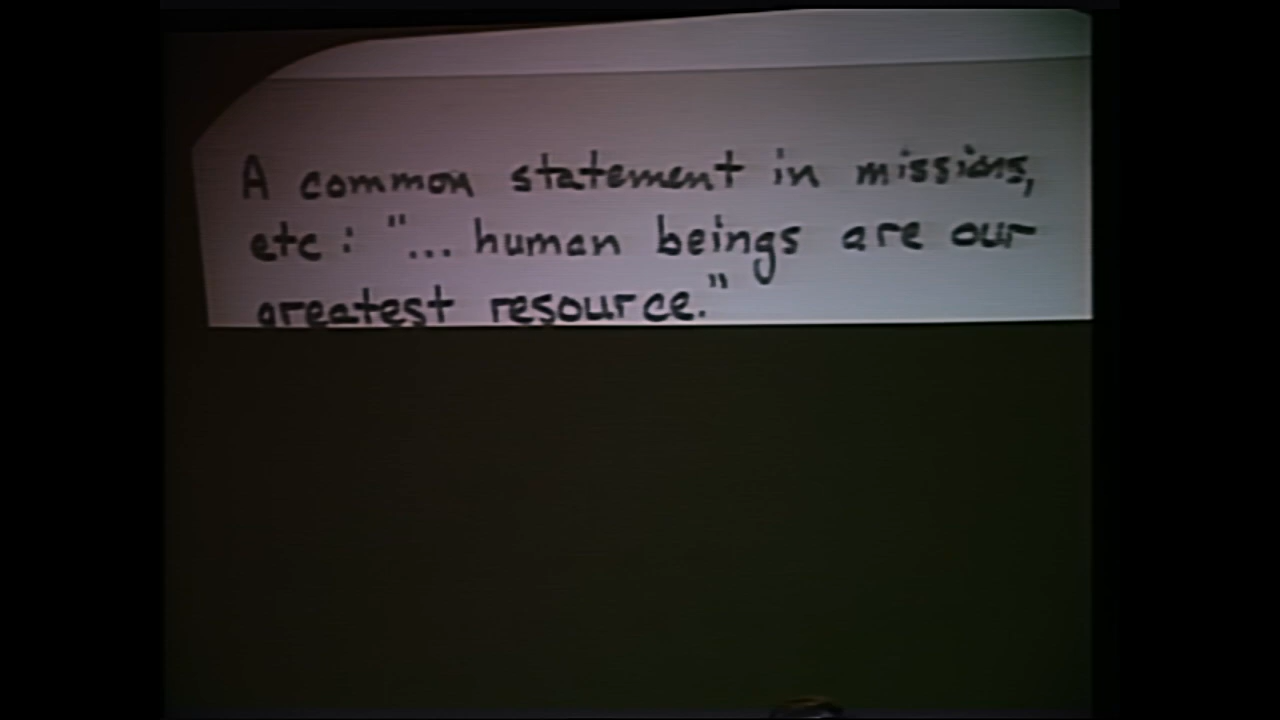 A common statement in missions,
etc: "... human beings are our
greatest resource."